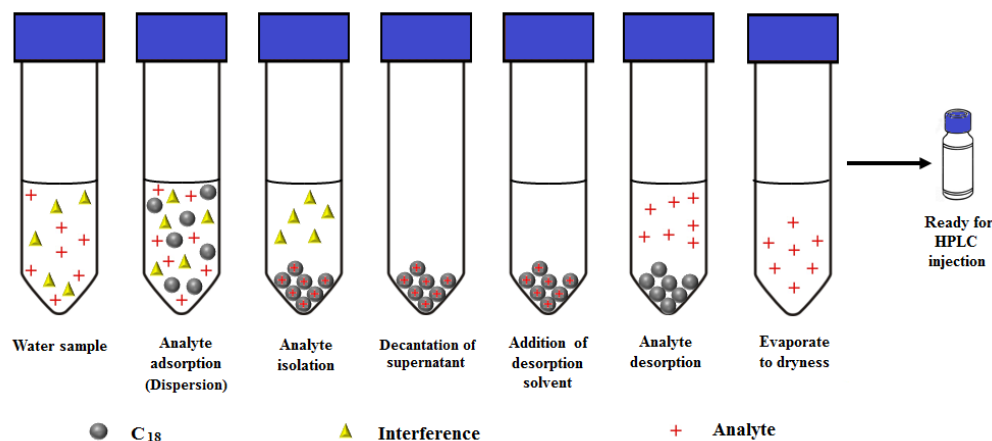 Water sample
Analyte
adsorption
(Dispersion)
Analyte
isolation
Decantation of
supernatant
Addition of
desorption
solvent
Analyte
desorption
Evaporate
to dryness
Ready for
HPLC
injection
C18
Interference
Analyte